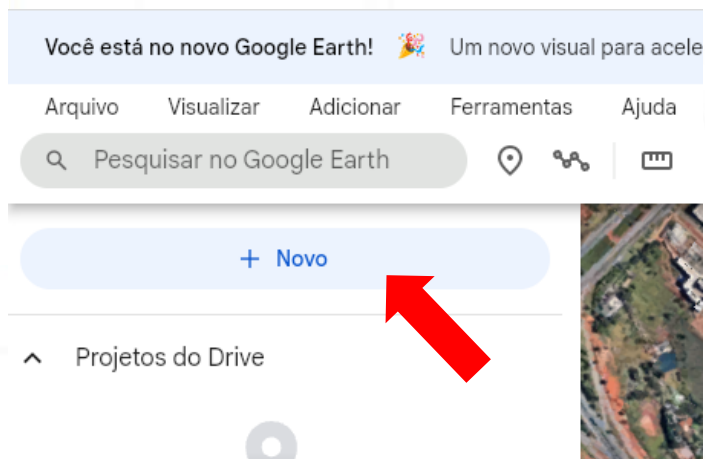 Você está no novo Google Earth! 🎉 Um novo visual para acele
Arquivo Visualizar Adicionar Ferramentas Ajuda
Pesquisar no Google Earth
+ Novo
Projetos do Drive